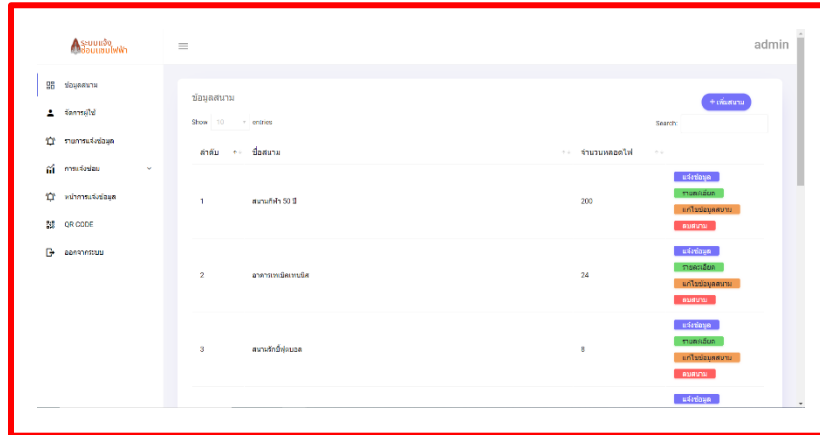 ระบบแจ้ง
ซ่อมแซมไฟฟ้า
admin
ข้อมูลสนาม
จัดการผู้ใช้
รายการแจ้งข้อมูล
การแจ้งซ่อม
หน้าการแจ้งข้อมูล
QR CODE
ออกจากระบบ
ข้อมูลสนาม
+ เพิ่มสนาม
Show 10 entries
Search:
ลำดับ ชื่อสนาม จำนวนหลอดไฟ
1 สนามกีฬา 50 ปี 200
แจ้งข้อมูล
รายละเอียด
แก้ไขข้อมูลสนาม
ลบสนาม
2 อาคารเทเบิลเทนนิส 24
แจ้งข้อมูล
รายละเอียด
แก้ไขข้อมูลสนาม
ลบสนาม
3 สนามรักบี้ฟุตบอล 8
แจ้งข้อมูล
รายละเอียด
แก้ไขข้อมูลสนาม
ลบสนาม
แจ้งข้อมูล